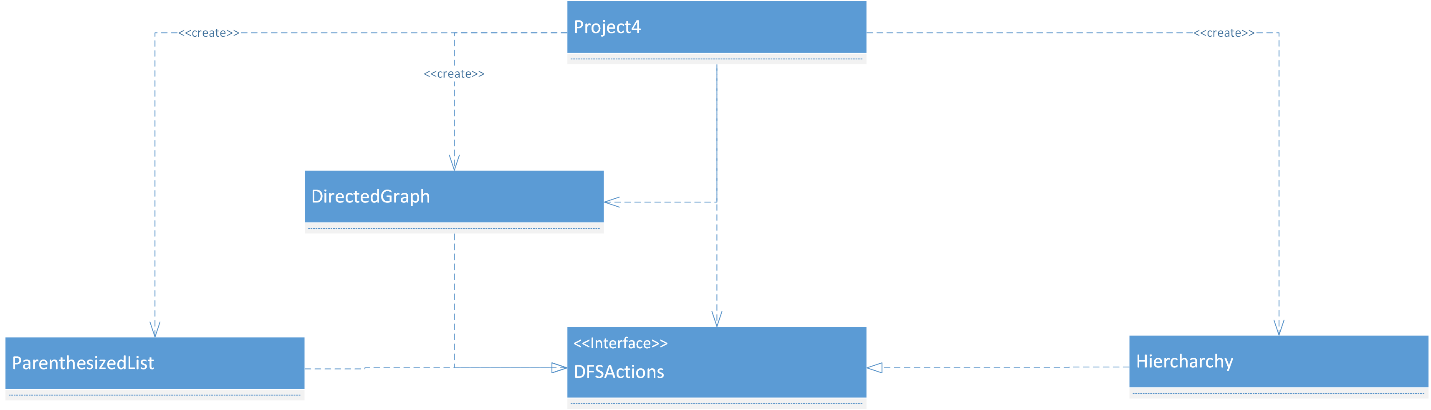 Project4
<<create>>
<<create>>
<<create>>
DirectedGraph
<<Interface>>
DFSActions
ParenthesizedList
Hiercharchy